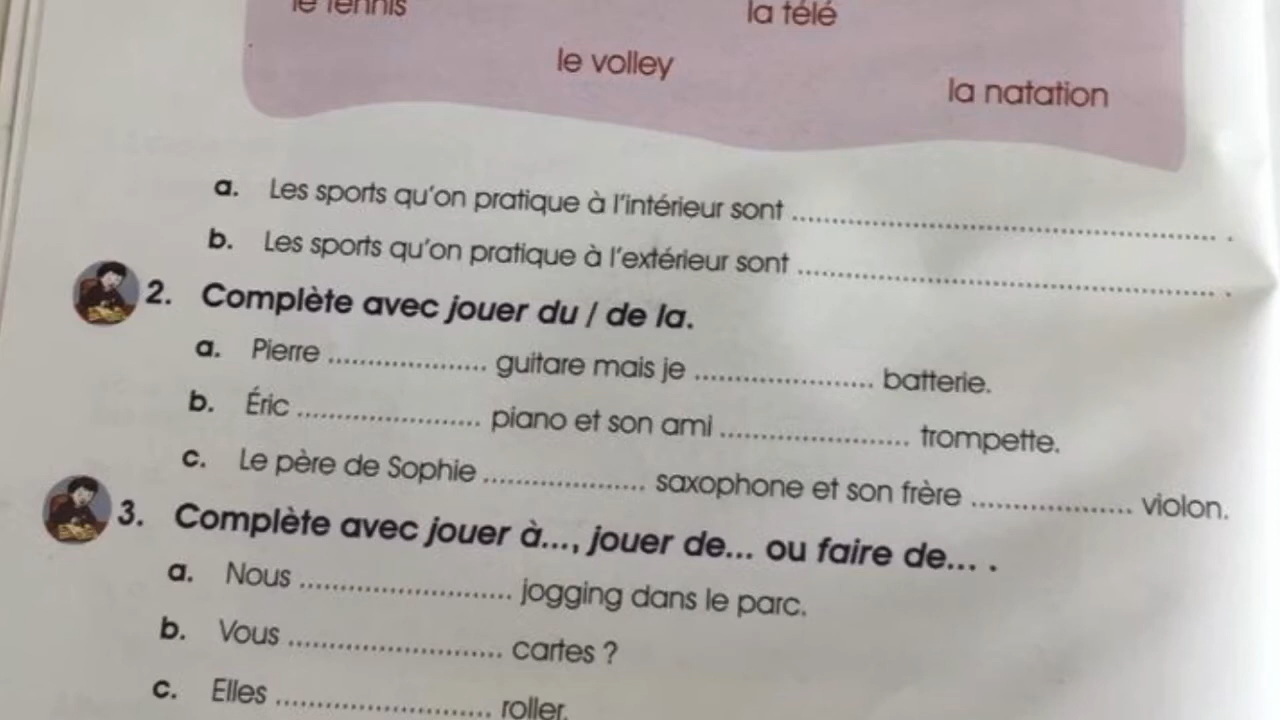 le tennis
la télé
le volley
la natation
a. Les sports qu'on pratique à l'intérieur sont ........................................ .
b. Les sports qu'on pratique à l'extérieur sont ........................................ .
2. Complète avec jouer du / de la.
a. Pierre .................... guitare mais je .................... batterie.
b. Éric .................... piano et son ami .................... trompette.
c. Le père de Sophie .................... saxophone et son frère .................... violon.
3. Complète avec jouer à..., jouer de... ou faire de... .
a. Nous .................... jogging dans le parc.
b. Vous .................... cartes ?
c. Elles .................... roller.